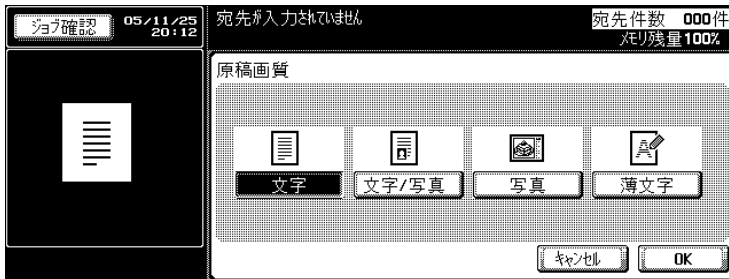 ジョブ確認
05/11/25
20:12
宛先が入力されていません
宛先件数 000件
メモリ残量100%
原稿画質
文字
文字/写真
写真
薄文字
キャンセル
OK